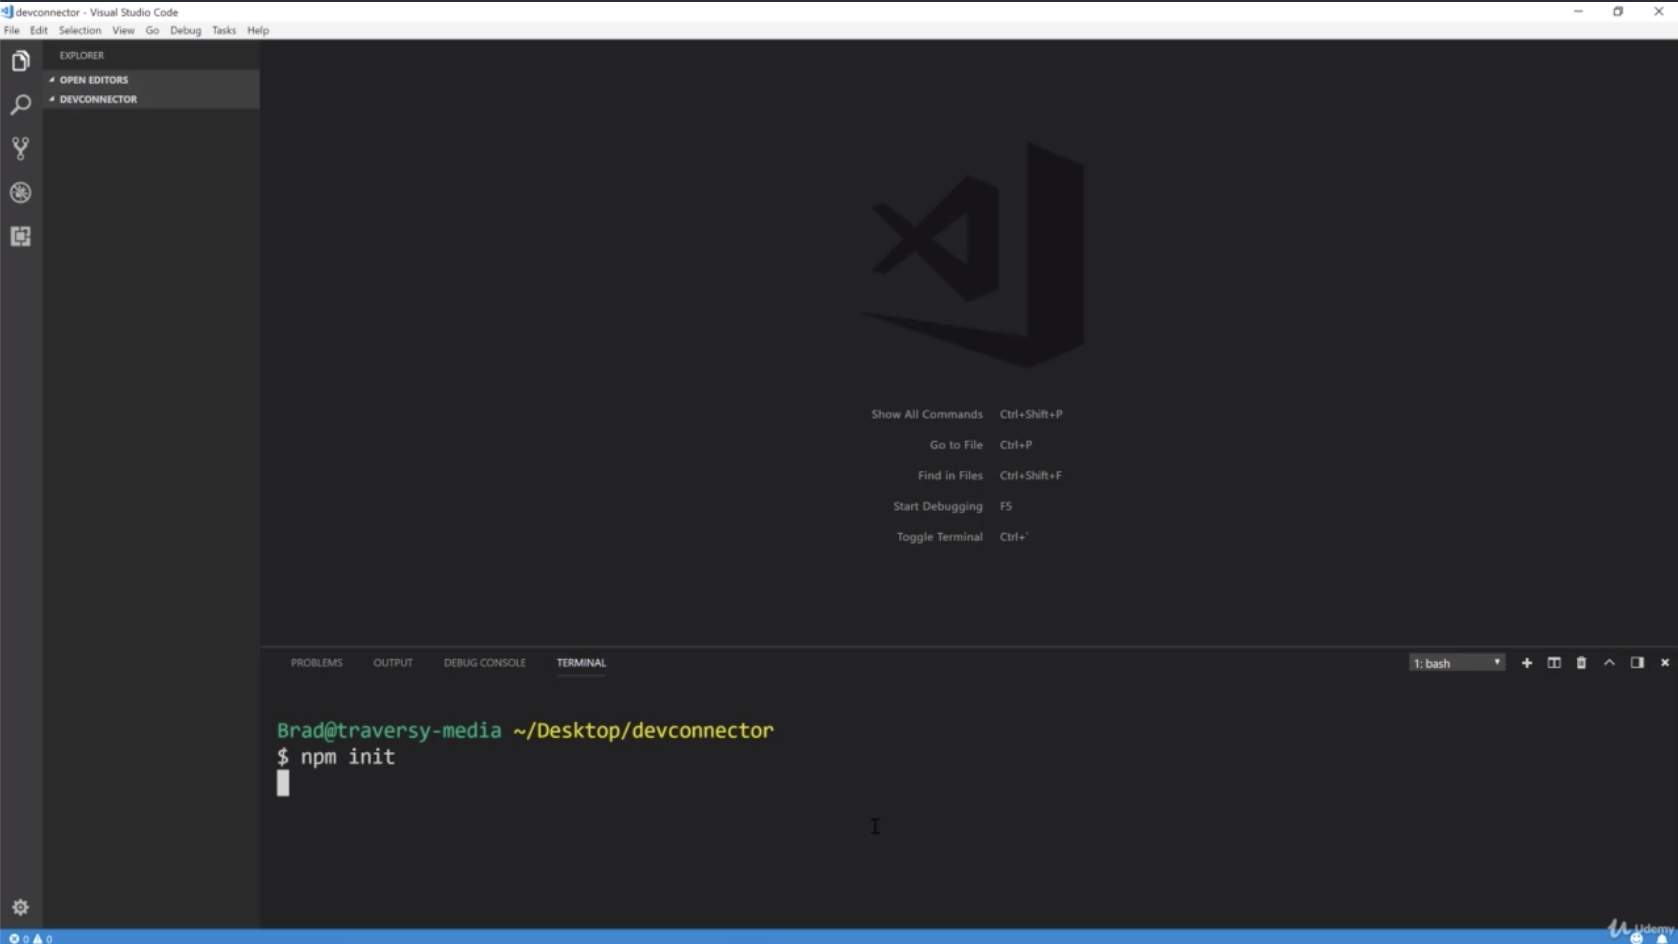 devconnector - Visual Studio Code
File Edit Selection View Go Debug Tasks Help
EXPLORER
OPEN EDITORS
DEVCONNECTOR
Show All Commands Ctrl+Shift+P
Go to File Ctrl+P
Find in Files Ctrl+Shift+F
Start Debugging F5
Toggle Terminal Ctrl+`
PROBLEMS OUTPUT DEBUG CONSOLE TERMINAL 1: bash
Brad@traversy-media ~/Desktop/devconnector
$ npm init
Udemy
0 0